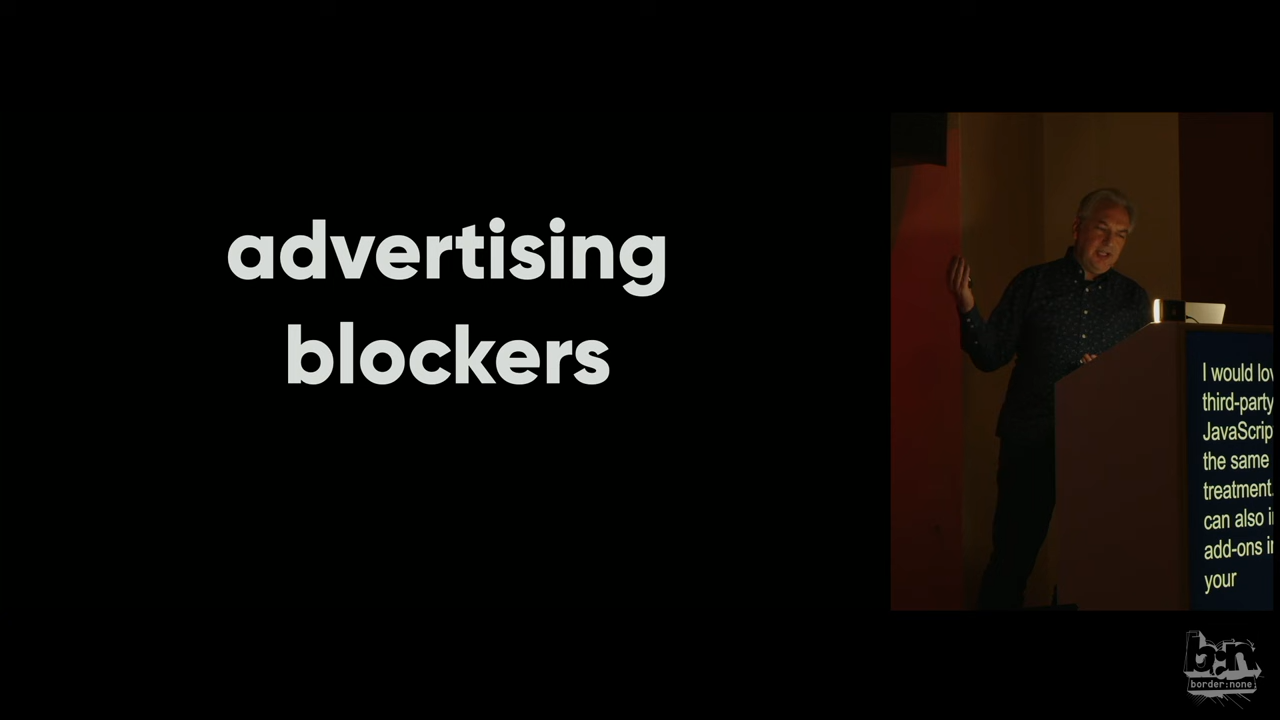 advertising
blockers
I would lov
third-party
JavaScrip
the same
treatment.
can also i
add-ons i
your
b:n
border:none